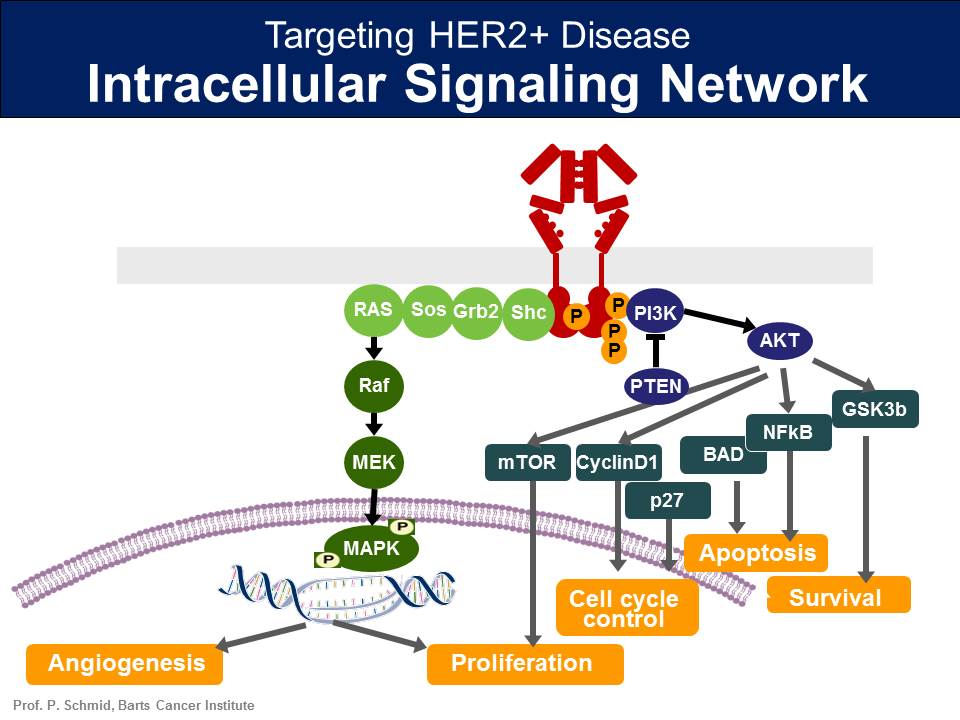 Targeting HER2+ Disease
Intracellular Signaling Network
RAS Sos Grb2 Shc P P PI3K
P
P
AKT
Raf
PTEN
GSK3b
NFkB
MEK
mTOR CyclinD1 BAD
p27
P
MAPK
P
Apoptosis
Cell cycle
control
Survival
Angiogenesis
Proliferation
Prof. P. Schmid, Barts Cancer Institute